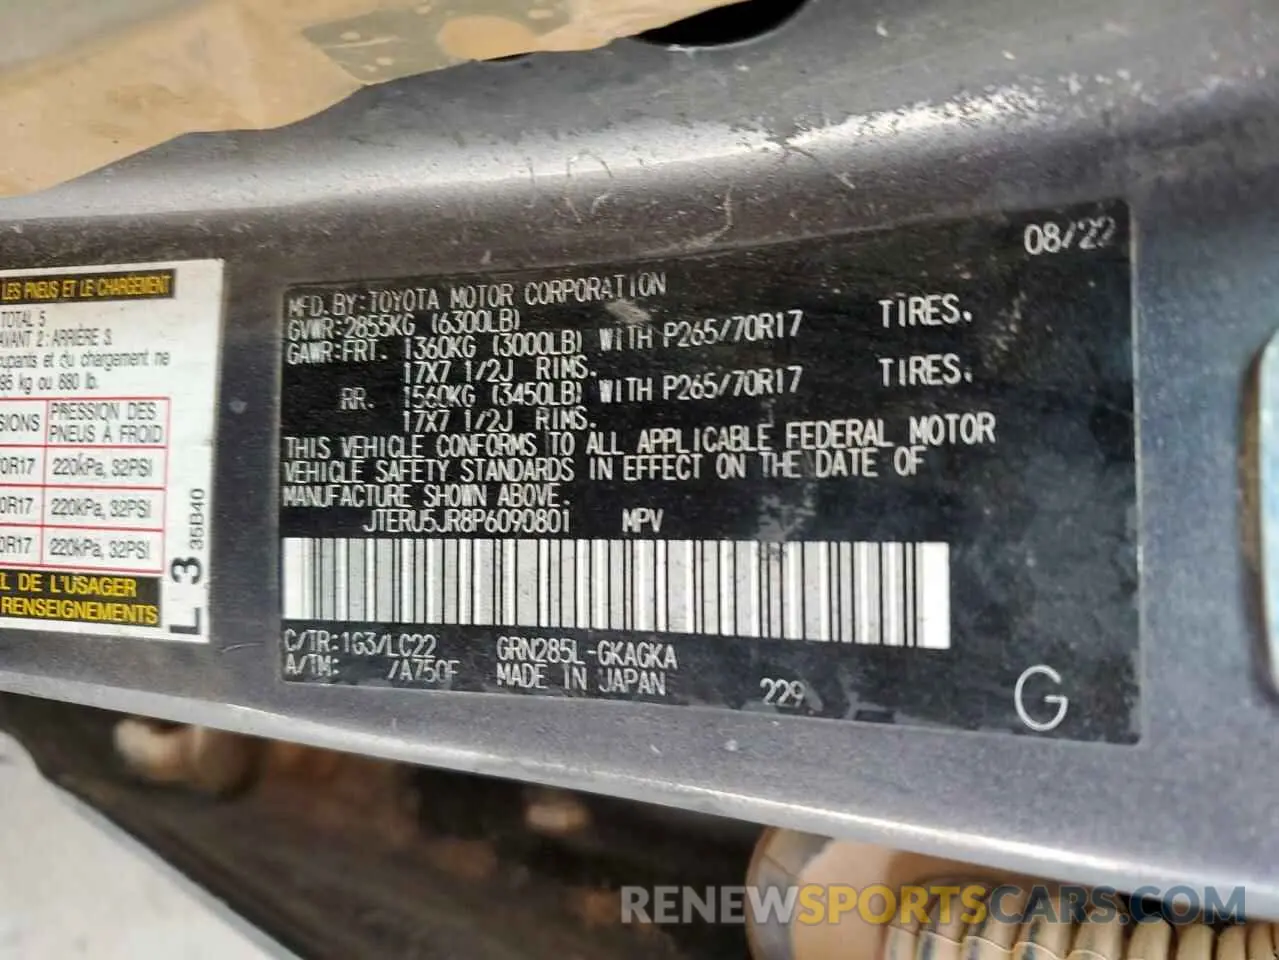 08/22
MFD. BY: TOYOTA MOTOR CORPORATION
GVWR: 2855KG (6300LB)
GAWR: FRT. 1360KG (3000LB) WITH P265/70R17 TIRES.
17X7 1/2J RIMS.
RR. 1560KG (3450LB) WITH P265/70R17 TIRES.
17X7 1/2J RIMS.
THIS VEHICLE CONFORMS TO ALL APPLICABLE FEDERAL MOTOR
VEHICLE SAFETY STANDARDS IN EFFECT ON THE DATE OF
MANUFACTURE SHOWN ABOVE.
JTERU5JR8P6090801 MPV
C/TR: 1G3/LC22 GRN285L-GKAGKA
A/TM: /A750F MADE IN JAPAN
229
G
LES PNEUS ET LE CHARGEMENT
TOTAL 5
AVANT 2: ARRIÈRE 3
upants et du chargement ne
95 kg ou 880 lb.
SIONS PRESSION DES
PNEUS À FROID
0R17 220kPa, 32PSI
0R17 220kPa, 32PSI
0R17 220kPa, 32PSI
L DE L'USAGER
RENSEIGNEMENTS
L3
35B40
RENEWSPORTSCARS.COM